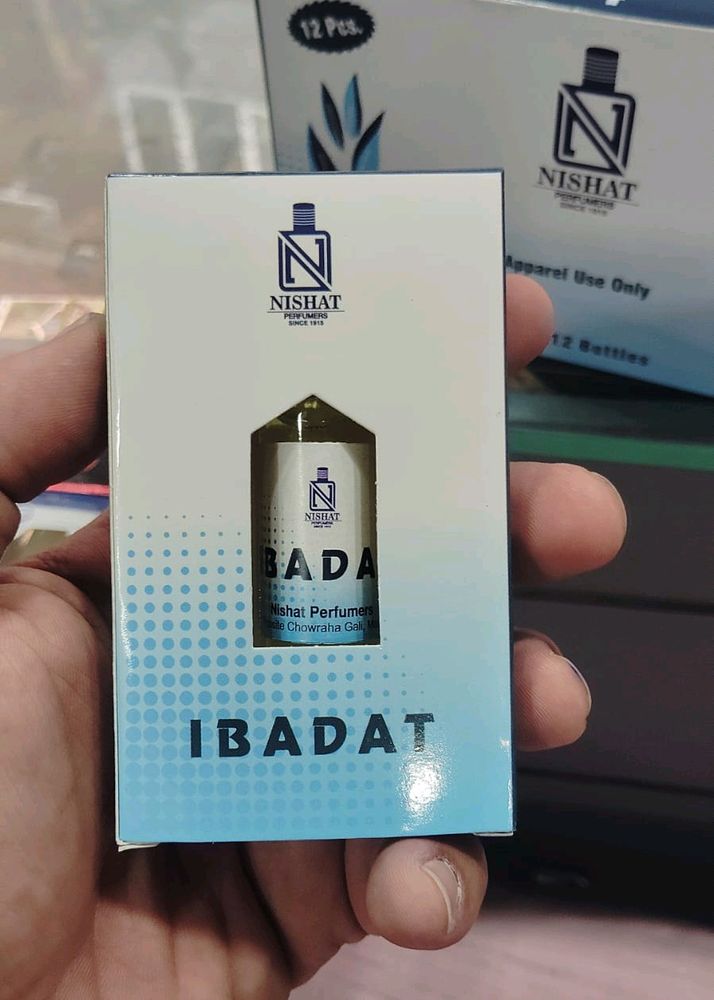 12 Pcs.
NISHAT
PERFUMERS
SINCE 1915
Apparel Use Only
12 Bottles
NISHAT
PERFUMERS
SINCE 1915
NISHAT
PERFUMERS
BADA
Nishat Perfumers
Chowraha Gali,
IBADAT